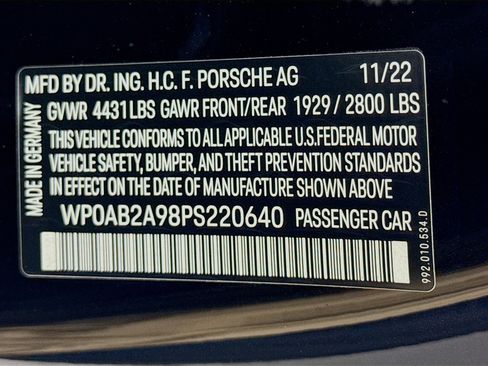 MFD BY DR. ING. H.C. F. PORSCHE AG 11/22
GVWR 4431LBS GAWR FRONT/REAR 1929 / 2800 LBS
THIS VEHICLE CONFORMS TO ALL APPLICABLE U.S.FEDERAL MOTOR
VEHICLE SAFETY, BUMPER, AND THEFT PREVENTION STANDARDS
IN EFFECT ON THE DATE OF MANUFACTURE SHOWN ABOVE
WP0AB2A98PS220640 PASSENGER CAR
MADE IN GERMANY
992.010.534.D